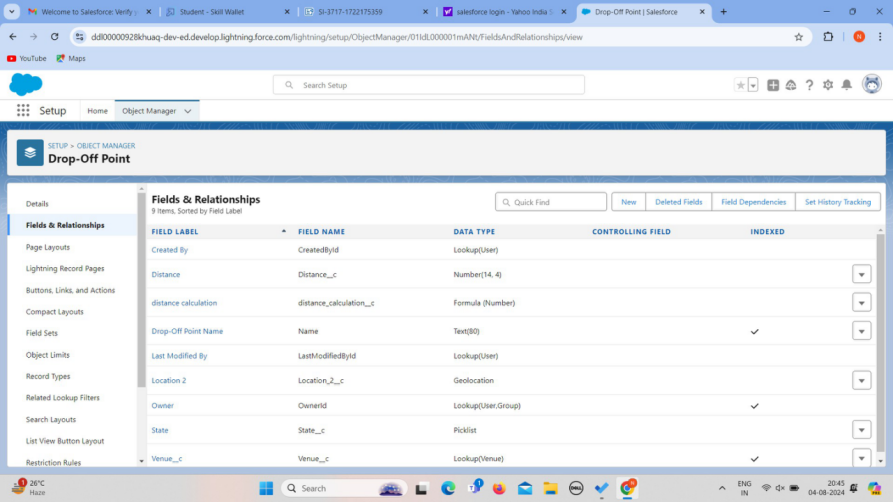 Welcome to Salesforce: Verify y
Student - Skill Wallet
SI-3717-1722175359
salesforce login - Yahoo India S
Drop-Off Point | Salesforce
ddl00000928khuaq-dev-ed.develop.lightning.force.com/lightning/setup/ObjectManager/01IdL000001mANt/FieldsAndRelationships/view
N
YouTube Maps
Search Setup
Setup Home Object Manager
SETUP > OBJECT MANAGER
Drop-Off Point
Details
Fields & Relationships
Page Layouts
Lightning Record Pages
Buttons, Links, and Actions
Compact Layouts
Field Sets
Object Limits
Record Types
Related Lookup Filters
Search Layouts
List View Button Layout
Restriction Rules
Fields & Relationships
9 Items, Sorted by Field Label
Quick Find
New Deleted Fields Field Dependencies Set History Tracking
FIELD LABEL FIELD NAME DATA TYPE CONTROLLING FIELD INDEXED
Created By CreatedById Lookup(User)
Distance Distance__c Number(14, 4)
distance calculation distance_calculation__c Formula (Number)
Drop-Off Point Name Name Text(80)
Last Modified By LastModifiedById Lookup(User)
Location 2 Location_2__c Geolocation
Owner OwnerId Lookup(User,Group)
State State__c Picklist
Venue__c Venue__c Lookup(Venue)
26°C
Haze
Search
DELL
ENG
IN
20:45
04-08-2024